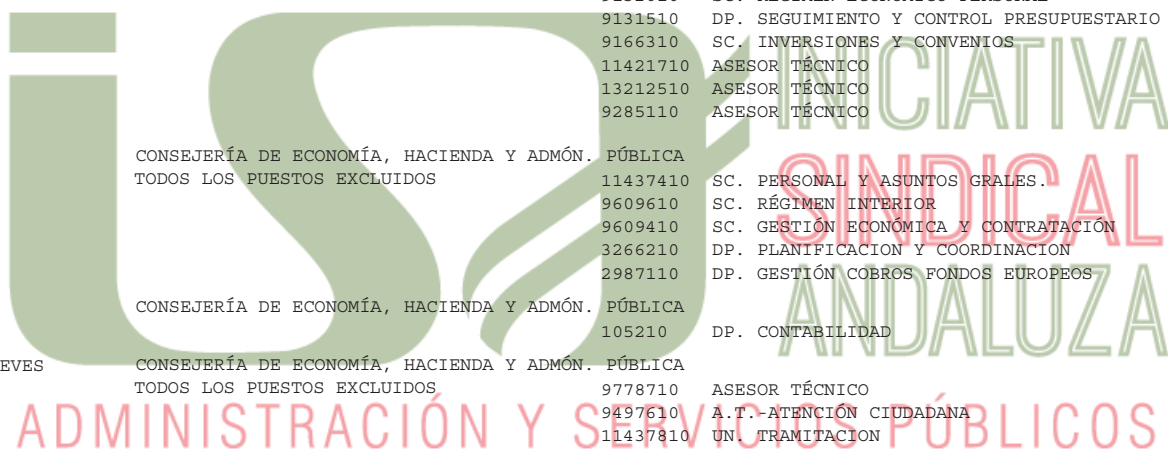 9131510 DP. SEGUIMIENTO Y CONTROL PRESUPUESTARIO
9166310 SC. INVERSIONES Y CONVENIOS
11421710 ASESOR TÉCNICO
13212510 ASESOR TÉCNICO
9285110 ASESOR TÉCNICO
CONSEJERÍA DE ECONOMÍA, HACIENDA Y ADMÓN. PÚBLICA
TODOS LOS PUESTOS EXCLUIDOS
11437410 SC. PERSONAL Y ASUNTOS GRALES.
9609610 SC. RÉGIMEN INTERIOR
9609410 SC. GESTIÓN ECONÓMICA Y CONTRATACIÓN
3266210 DP. PLANIFICACION Y COORDINACION
2987110 DP. GESTIÓN COBROS FONDOS EUROPEOS
CONSEJERÍA DE ECONOMÍA, HACIENDA Y ADMÓN. PÚBLICA
105210 DP. CONTABILIDAD
EVES CONSEJERÍA DE ECONOMÍA, HACIENDA Y ADMÓN. PÚBLICA
TODOS LOS PUESTOS EXCLUIDOS
9778710 ASESOR TÉCNICO
9497610 A.T.-ATENCIÓN CIUDADANA
11437810 UN. TRAMITACION
isa
INICIATIVA
SINDICAL
ANDALUZA
ADMINISTRACIÓN Y SERVICIOS PÚBLICOS